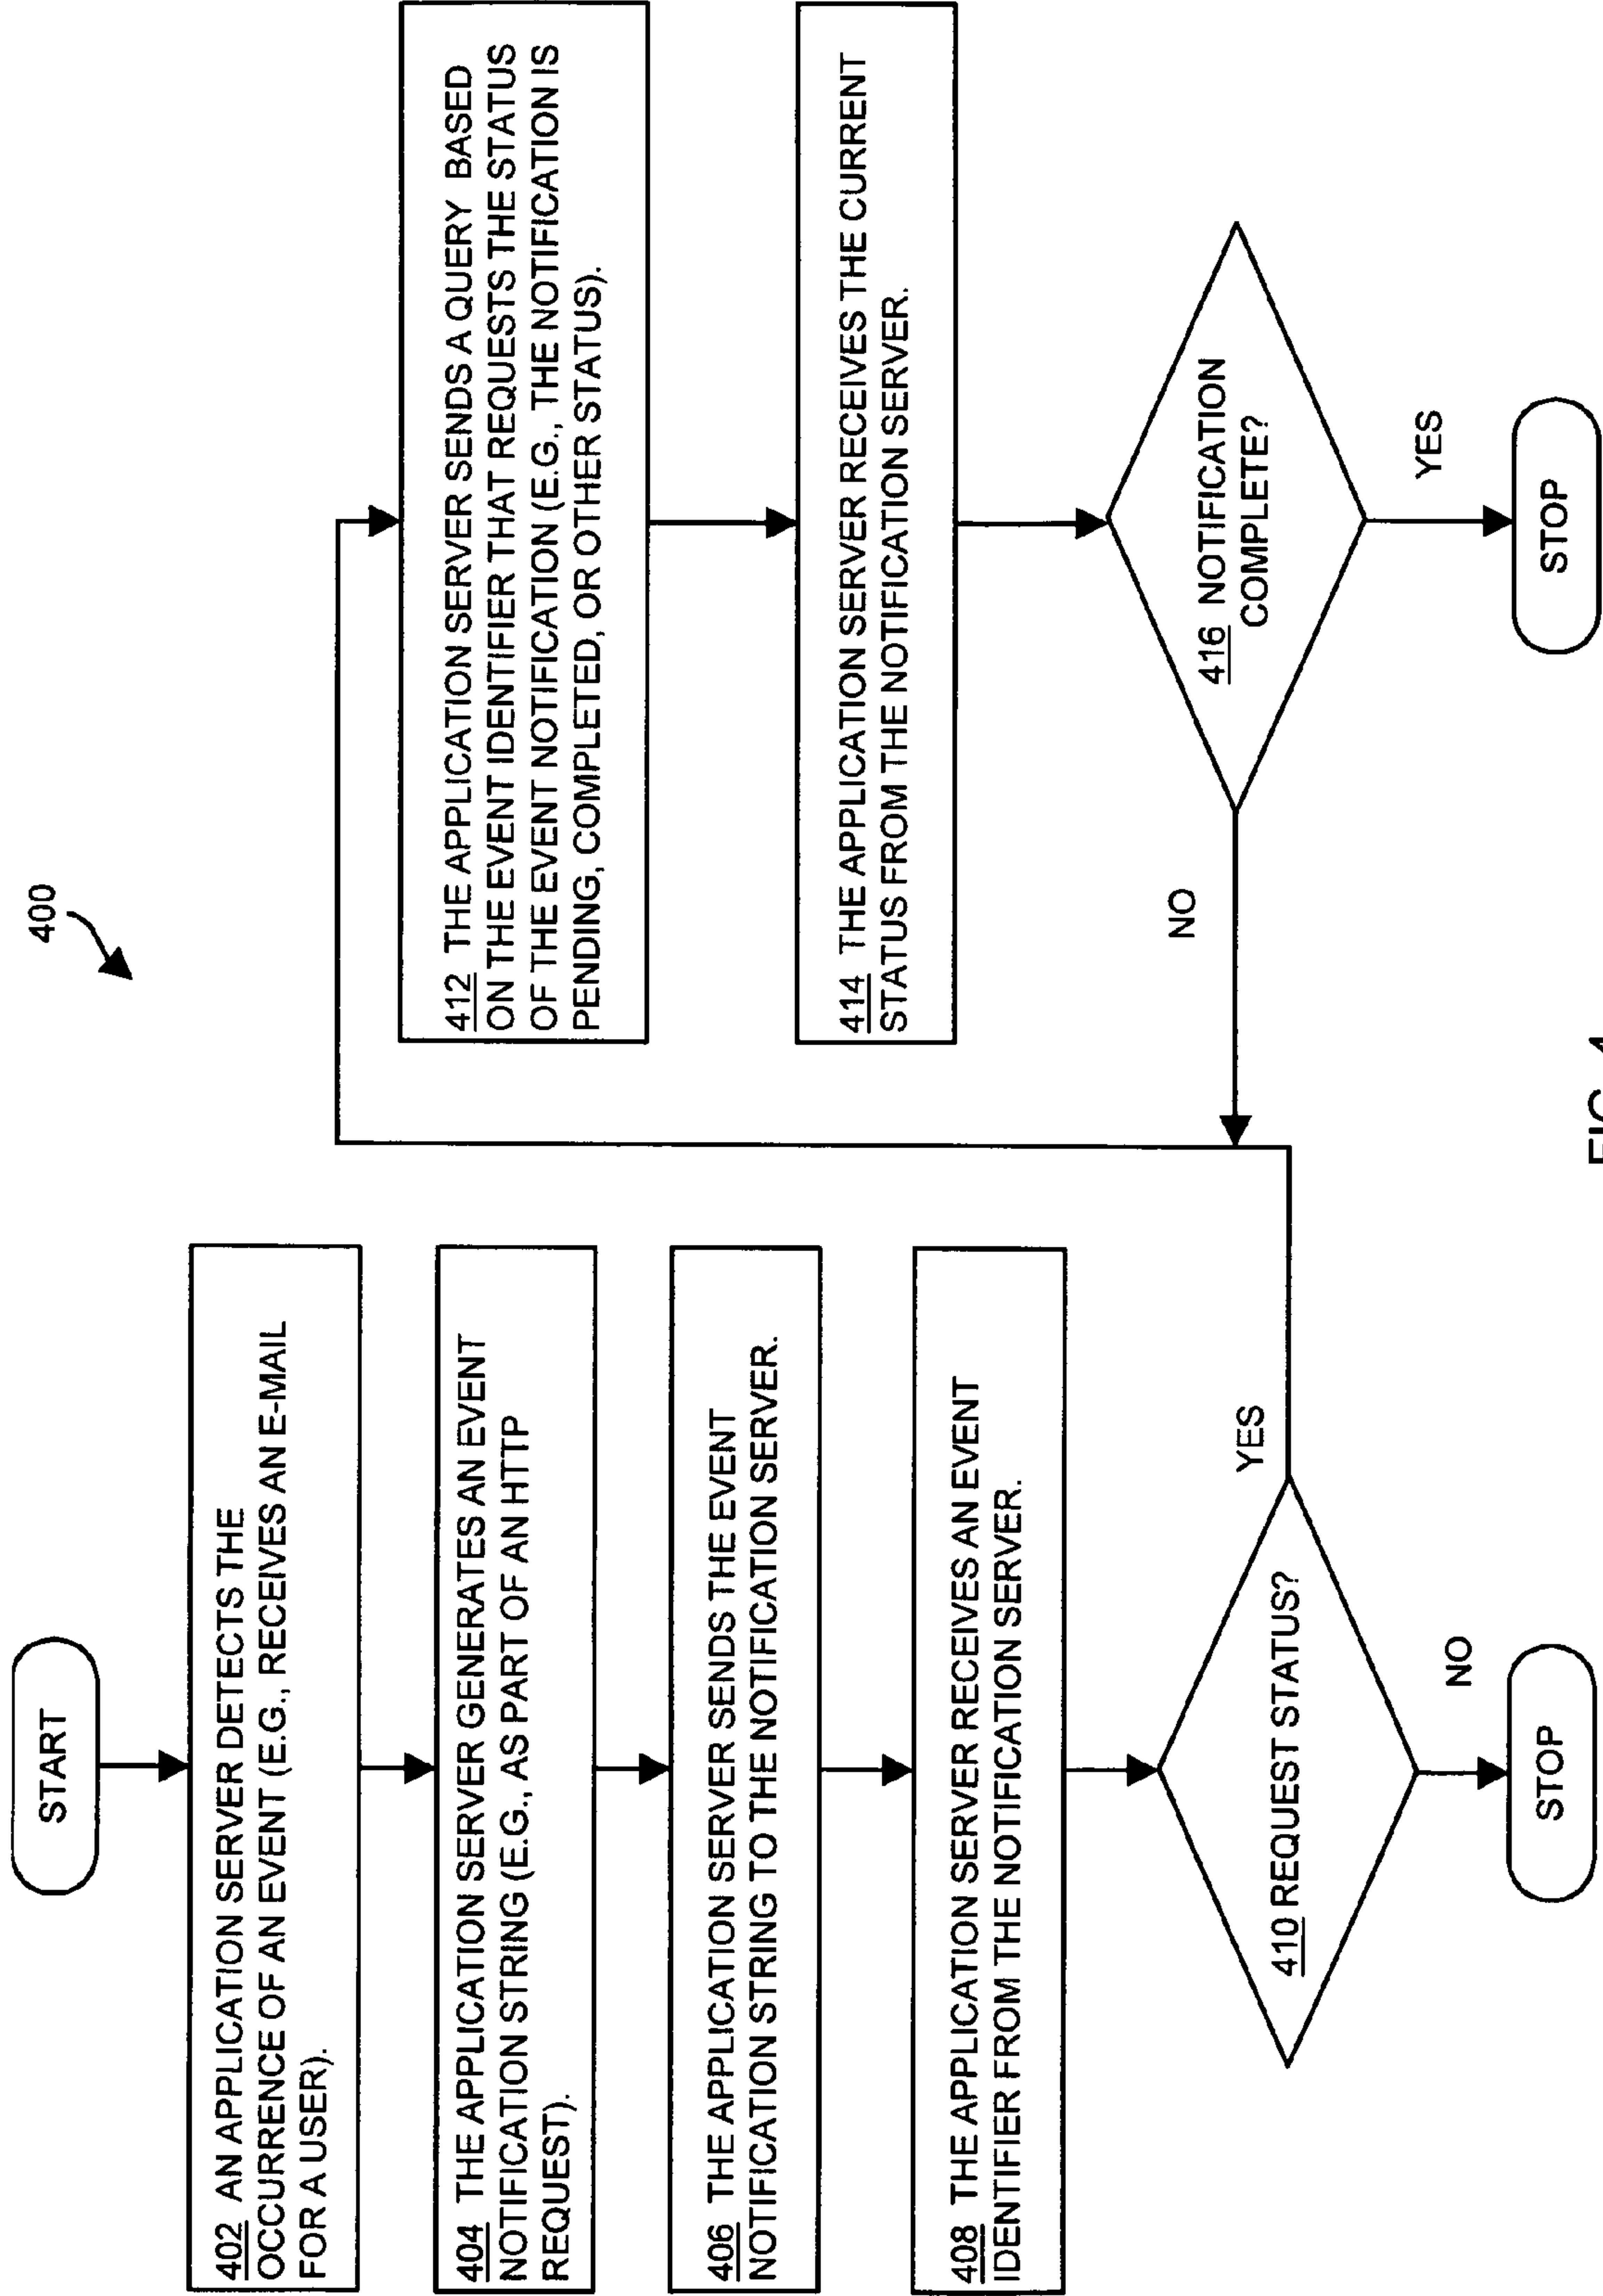 400
START
402 AN APPLICATION SERVER DETECTS THE
OCCURRENCE OF AN EVENT (E.G., RECEIVES AN E-MAIL
FOR A USER).
404 THE APPLICATION SERVER GENERATES AN EVENT
NOTIFICATION STRING (E.G., AS PART OF AN HTTP
REQUEST).
406 THE APPLICATION SERVER SENDS THE EVENT
NOTIFICATION STRING TO THE NOTIFICATION SERVER.
408 THE APPLICATION SERVER RECEIVES AN EVENT
IDENTIFIER FROM THE NOTIFICATION SERVER.
410 REQUEST STATUS?
YES
NO
STOP
412 THE APPLICATION SERVER SENDS A QUERY BASED
ON THE EVENT IDENTIFIER THAT REQUESTS THE STATUS
OF THE EVENT NOTIFICATION (E.G., THE NOTIFICATION IS
PENDING, COMPLETED, OR OTHER STATUS).
414 THE APPLICATION SERVER RECEIVES THE CURRENT
STATUS FROM THE NOTIFICATION SERVER.
416 NOTIFICATION
COMPLETE?
NO
YES
STOP